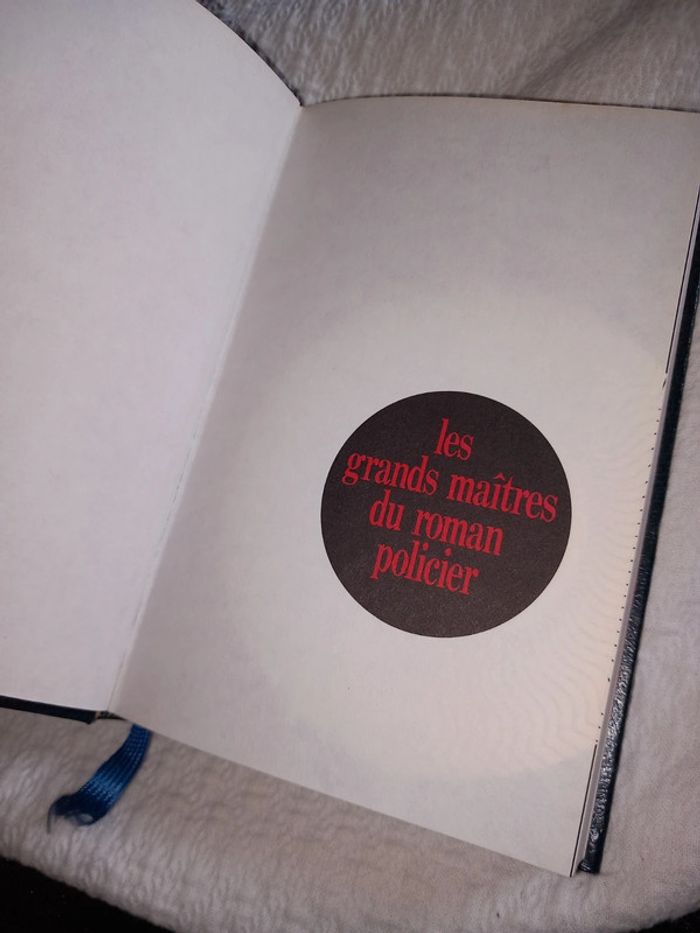 les
grands maîtres
du roman
policier